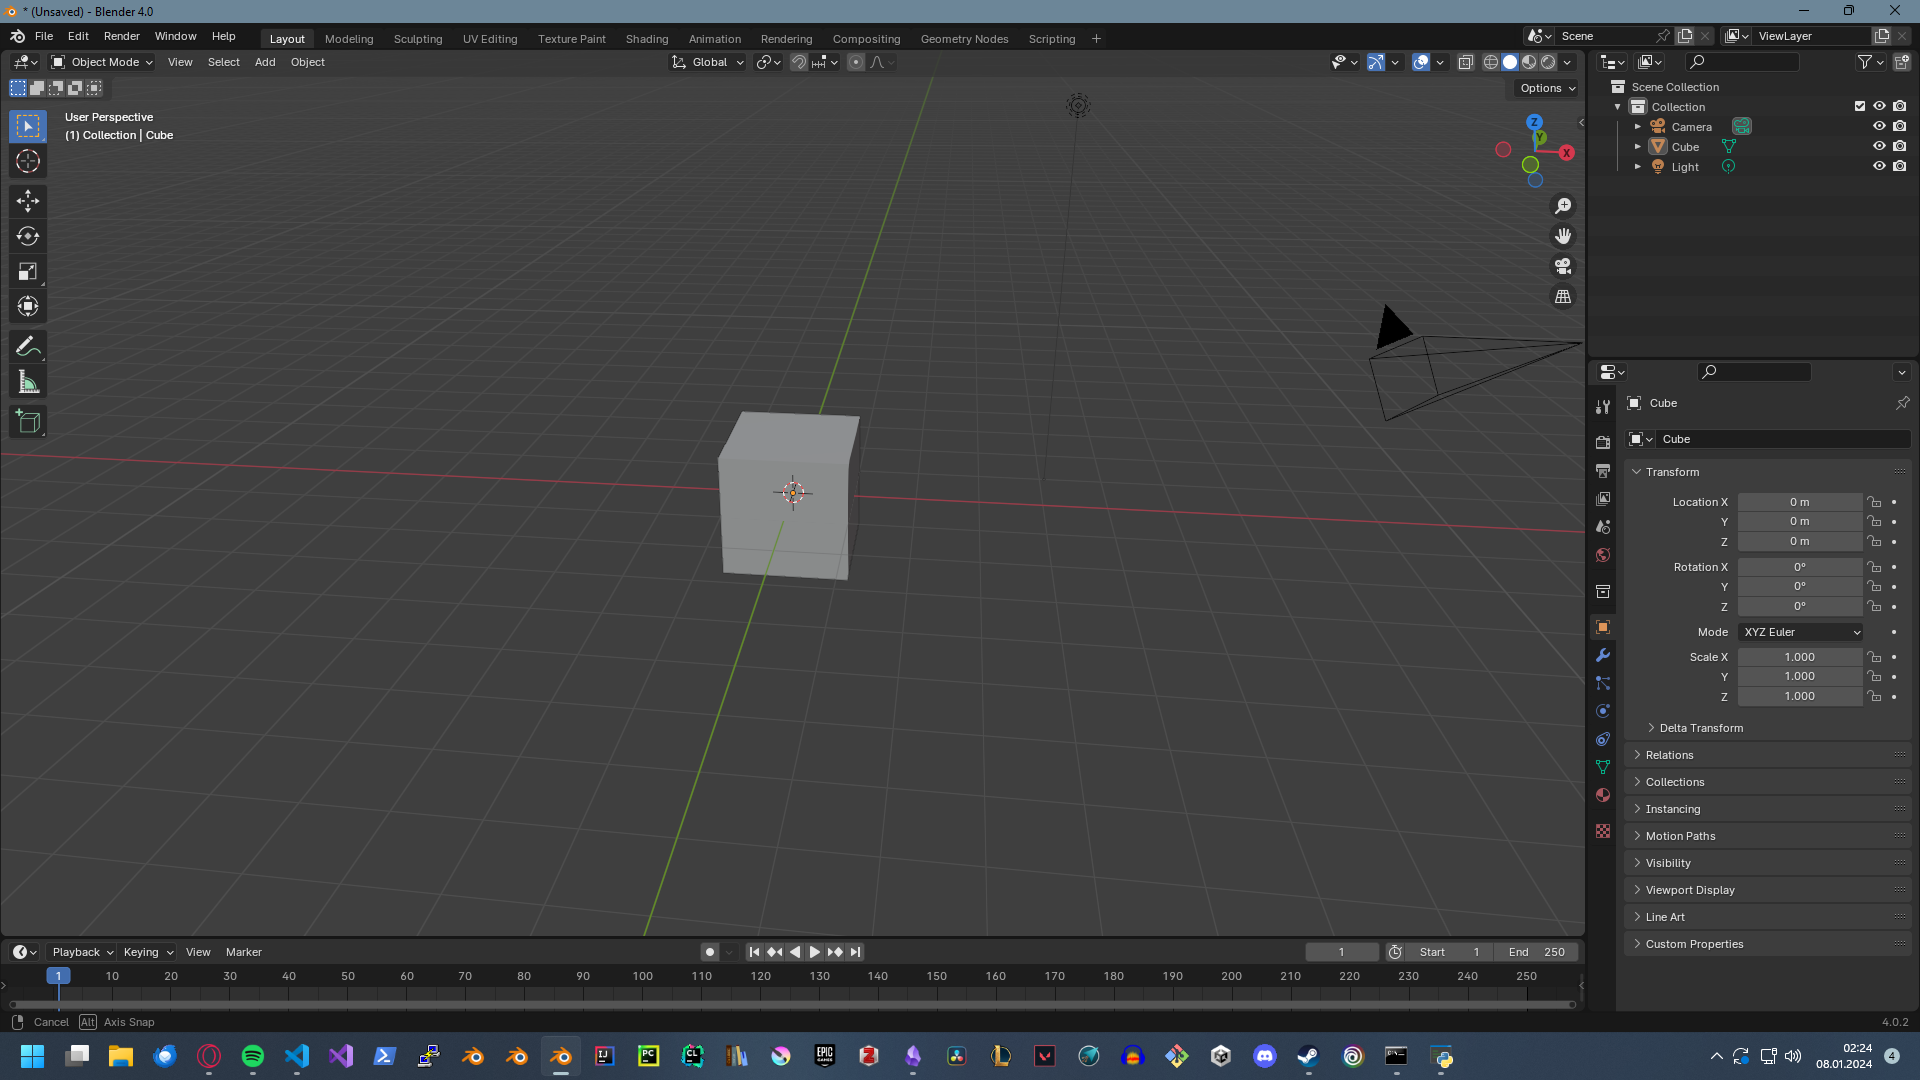 * (Unsaved) - Blender 4.0
File Edit Render Window Help
Layout Modeling Sculpting UV Editing Texture Paint Shading Animation Rendering Compositing Geometry Nodes Scripting +
Scene
ViewLayer
Object Mode View Select Add Object
Global
Options
User Perspective
(1) Collection | Cube
Z
Y
X
Scene Collection
Collection
Camera
Cube
Light
Cube
Cube
Transform
Location X 0 m
Y 0 m
Z 0 m
Rotation X 0°
Y 0°
Z 0°
Mode XYZ Euler
Scale X 1.000
Y 1.000
Z 1.000
Delta Transform
Relations
Collections
Instancing
Motion Paths
Visibility
Viewport Display
Line Art
Custom Properties
Playback Keying View Marker
1 Start 1 End 250
1 10 20 30 40 50 60 70 80 90 100 110 120 130 140 150 160 170 180 190 200 210 220 230 240 250
Cancel Alt Axis Snap
4.0.2
IJ PC CL EPIC GAMES
02:24
08.01.2024
4